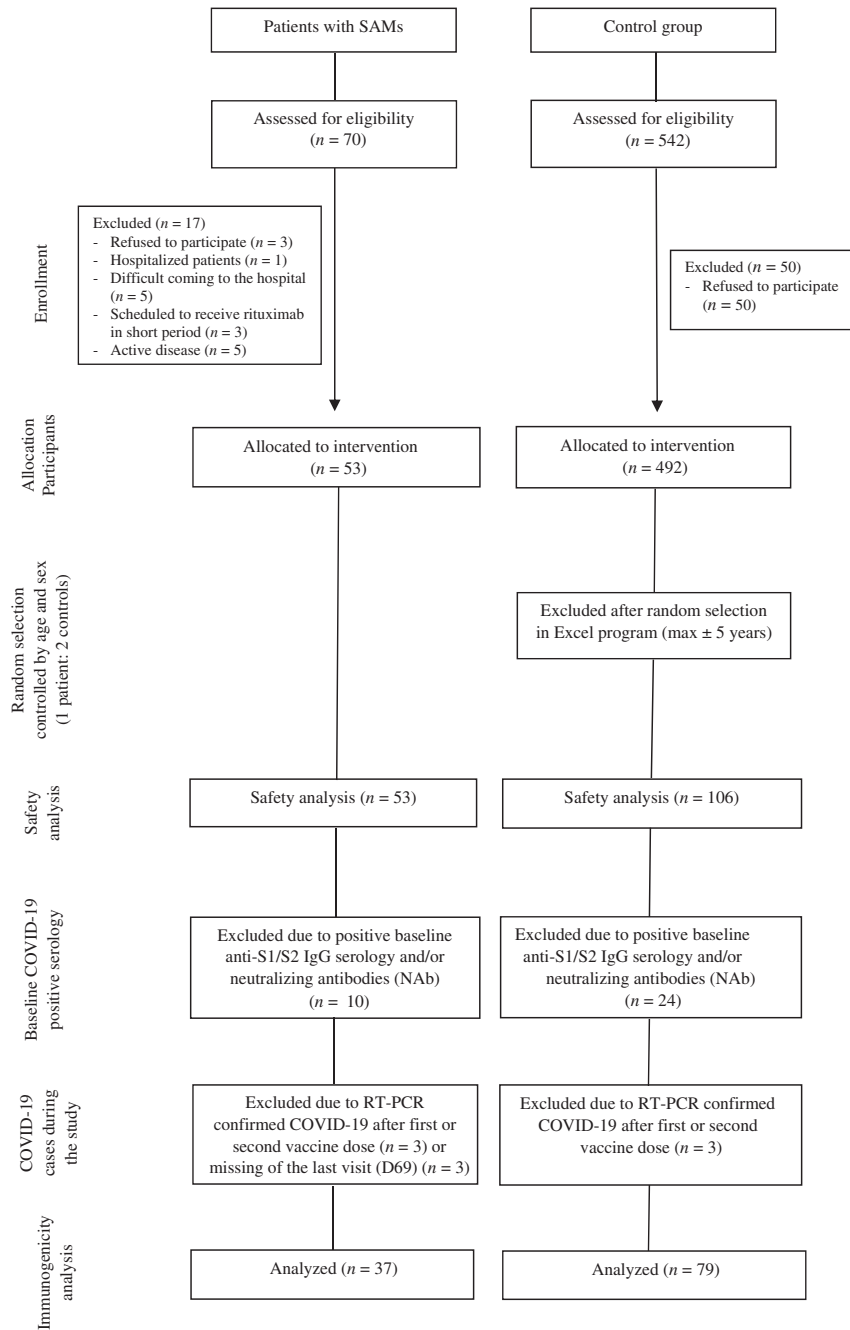 Patients with SAMs
Control group
Assessed for eligibility
(n = 70)
Assessed for eligibility
(n = 542)
Enrollment
Excluded (n = 17)
- Refused to participate (n = 3)
- Hospitalized patients (n = 1)
- Difficult coming to the hospital
(n = 5)
- Scheduled to receive rituximab
in short period (n = 3)
- Active disease (n = 5)
Excluded (n = 50)
- Refused to participate
(n = 50)
Allocation
Participants
Allocated to intervention
(n = 53)
Allocated to intervention
(n = 492)
Random selection
controlled by age and sex
(1 patient: 2 controls)
Excluded after random selection
in Excel program (max ± 5 years)
Safety
analysis
Safety analysis (n = 53)
Safety analysis (n = 106)
Baseline COVID-19
positive serology
Excluded due to positive baseline
anti-S1/S2 IgG serology and/or
neutralizing antibodies (NAb)
(n = 10)
Excluded due to positive baseline
anti-S1/S2 IgG serology and/or
neutralizing antibodies (NAb)
(n = 24)
COVID-19
cases during
the study
Excluded due to RT-PCR
confirmed COVID-19 after first or
second vaccine dose (n = 3) or
missing of the last visit (D69) (n = 3)
Excluded due to RT-PCR confirmed
COVID-19 after first or second
vaccine dose (n = 3)
Immunogenicity
analysis
Analyzed (n = 37)
Analyzed (n = 79)